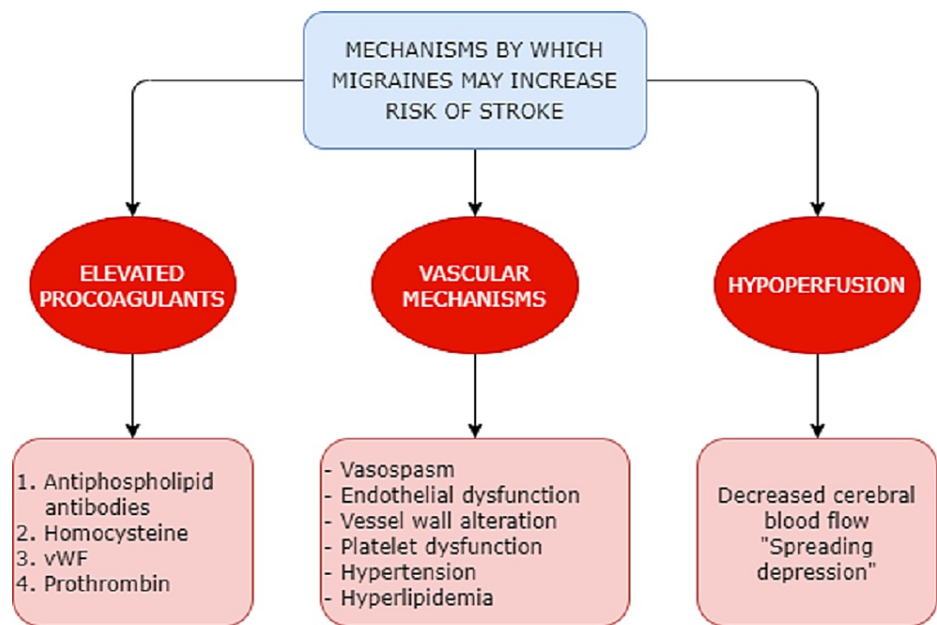 MECHANISMS BY WHICH
MIGRAINES MAY INCREASE
RISK OF STROKE
ELEVATED
PROCOAGULANTS
VASCULAR
MECHANISMS
HYPOPERFUSION
1. Antiphospholipid
antibodies
2. Homocysteine
3. vWF
4. Prothrombin
- Vasospasm
- Endothelial dysfunction
- Vessel wall alteration
- Platelet dysfunction
- Hypertension
- Hyperlipidemia
Decreased cerebral
blood flow
"Spreading
depression"